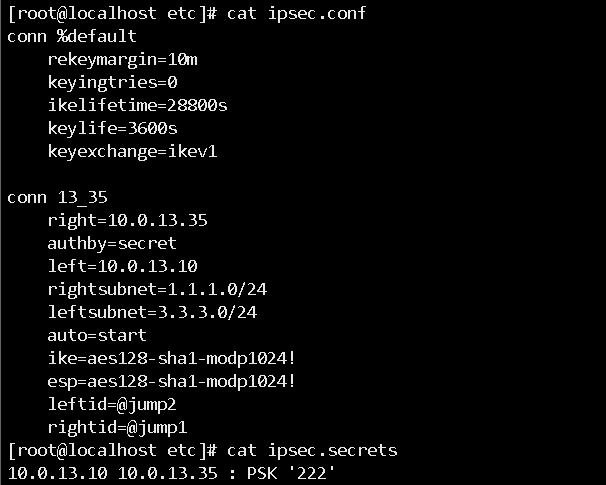 [root@localhost etc]# cat ipsec.conf
conn %default
    rekeymargin=10m
    keyingtries=0
    ikelifetime=28800s
    keylife=3600s
    keyexchange=ikev1

conn 13_35
    right=10.0.13.35
    authby=secret
    left=10.0.13.10
    rightsubnet=1.1.1.0/24
    leftsubnet=3.3.3.0/24
    auto=start
    ike=aes128-sha1-modp1024!
    esp=aes128-sha1-modp1024!
    leftid=@jump2
    rightid=@jump1
[root@localhost etc]# cat ipsec.secrets
10.0.13.10 10.0.13.35 : PSK '222'